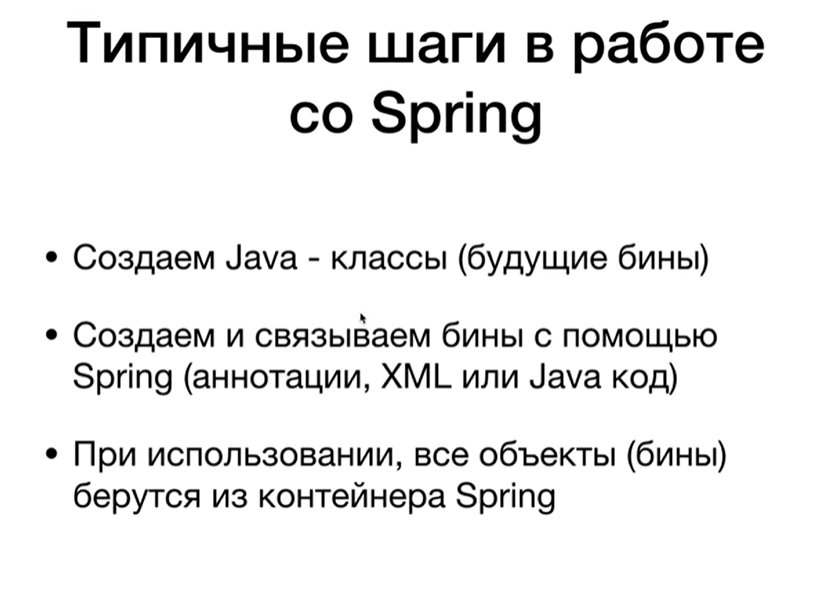 Типичные шаги в работе
со Spring
• Создаем Java - классы (будущие бины)
• Создаем и связываем бины с помощью
Spring (аннотации, XML или Java код)
• При использовании, все объекты (бины)
берутся из контейнера Spring